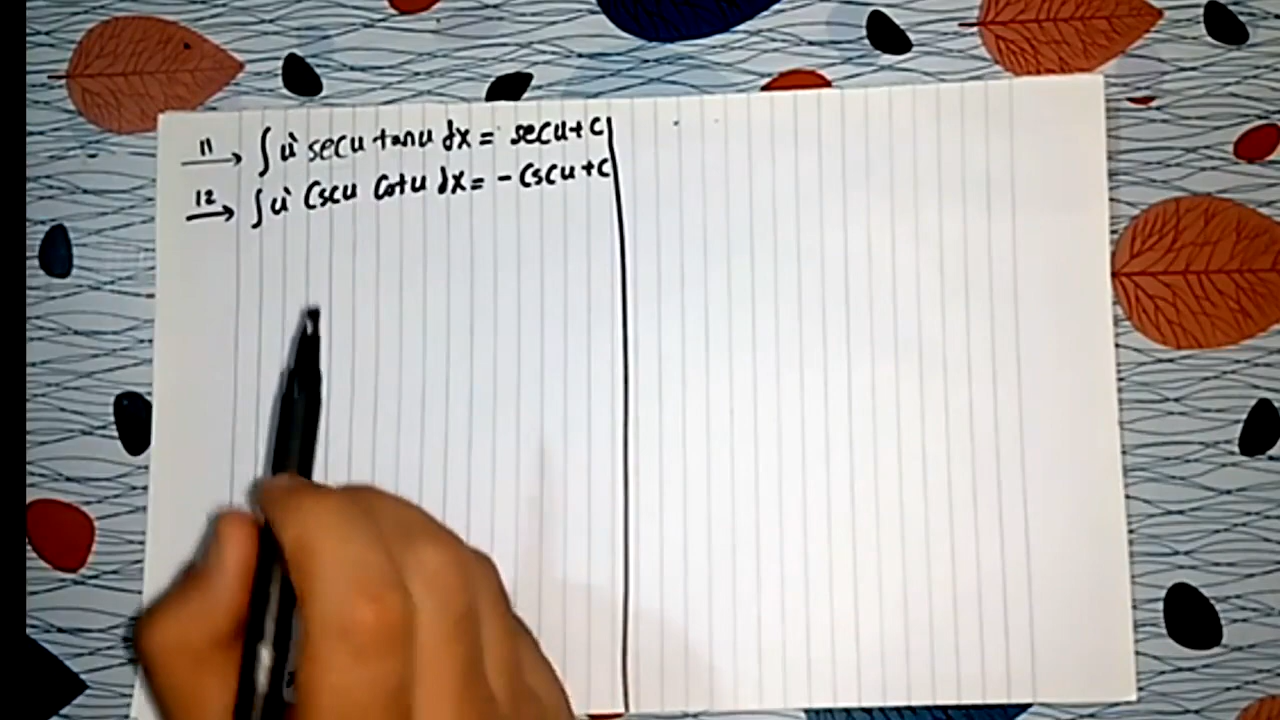 11 → ∫ u' secu tanu dx = secu + c
12 → ∫ u' Cscu Cotu dx = - Cscu + c